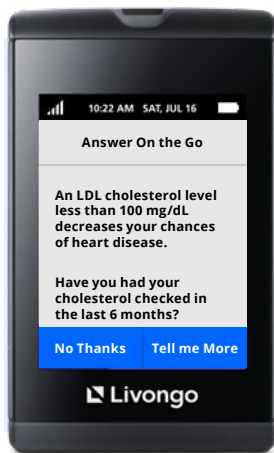 10:22 AM SAT, JUL 16
Answer On the Go
An LDL cholesterol level
less than 100 mg/dL
decreases your chances
of heart disease.
Have you had your
cholesterol checked in
the last 6 months?
No Thanks Tell me More
Livongo